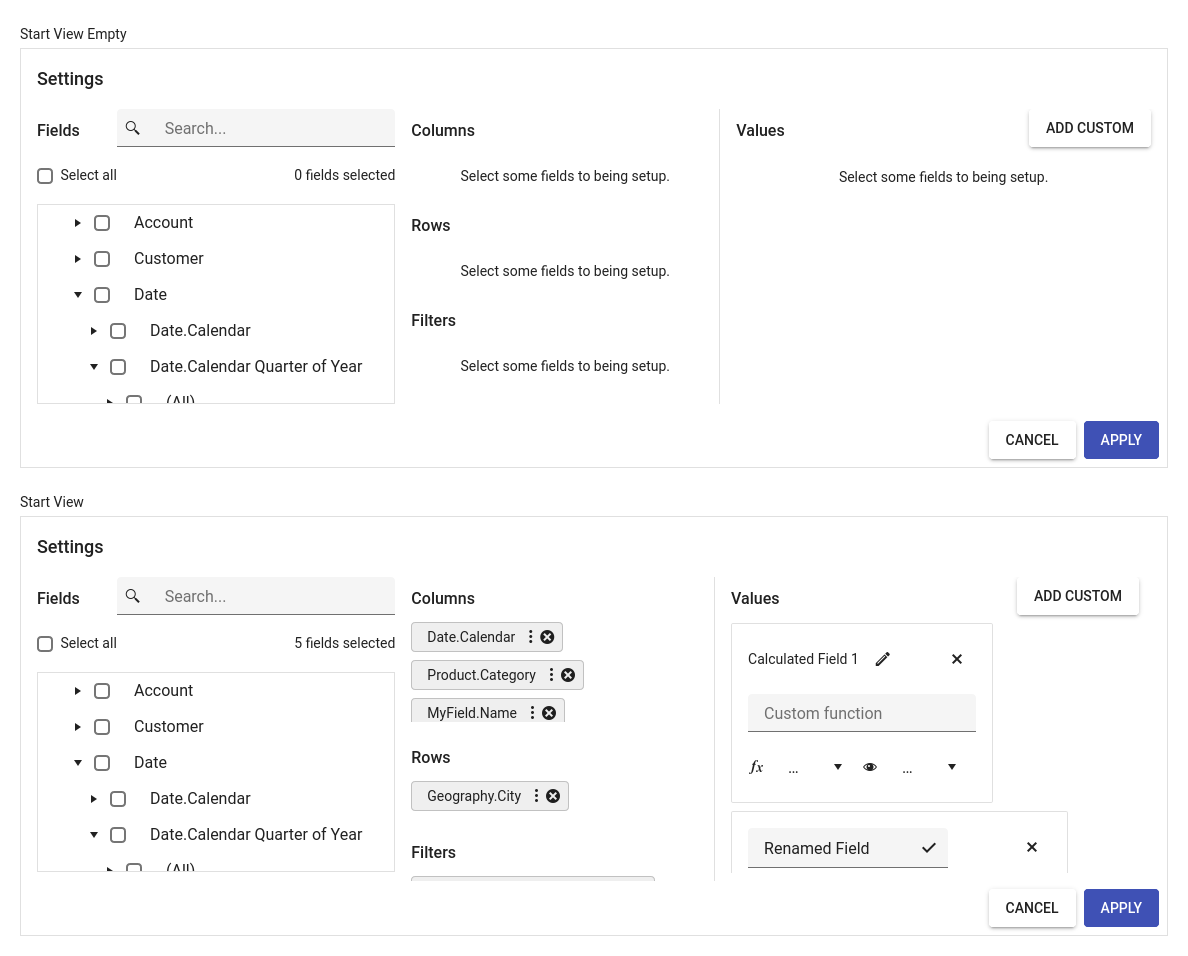 Start View Empty
Settings
Fields
Search...
Select all
0 fields selected
Account
Customer
Date
Date.Calendar
Date.Calendar Quarter of Year
(All)
Columns
Select some fields to being setup.
Rows
Select some fields to being setup.
Filters
Select some fields to being setup.
Values
ADD CUSTOM
Select some fields to being setup.
CANCEL
APPLY
Start View
Settings
Fields
Search...
Select all
5 fields selected
Account
Customer
Date
Date.Calendar
Date.Calendar Quarter of Year
(All)
Columns
Date.Calendar
Product.Category
MyField.Name
Rows
Geography.City
Filters
Values
ADD CUSTOM
Calculated Field 1
Custom function
fx ... ...
Renamed Field
CANCEL
APPLY